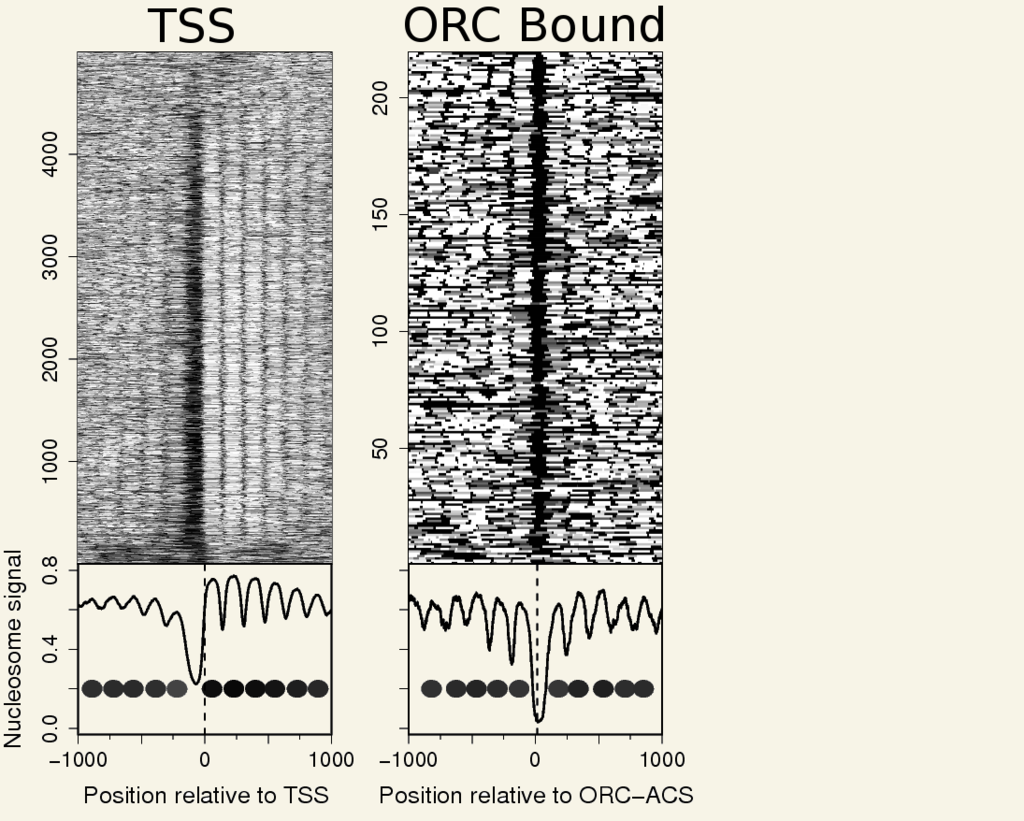 TSS
ORC Bound
4000
3000
2000
1000
200
150
100
50
Nucleosome signal
0.8
0.4
0.0
−1000 0 1000
−1000 0 1000
Position relative to TSS
Position relative to ORC−ACS